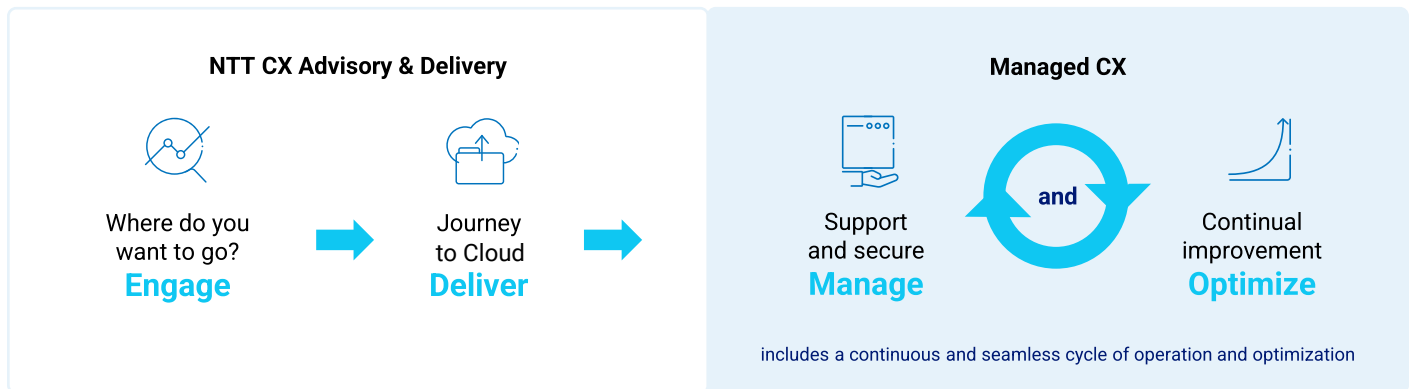 NTT CX Advisory & Delivery
Where do you
want to go?
Engage
Journey
to Cloud
Deliver
Managed CX
Support
and secure
Manage
and
Continual
improvement
Optimize
includes a continuous and seamless cycle of operation and optimization